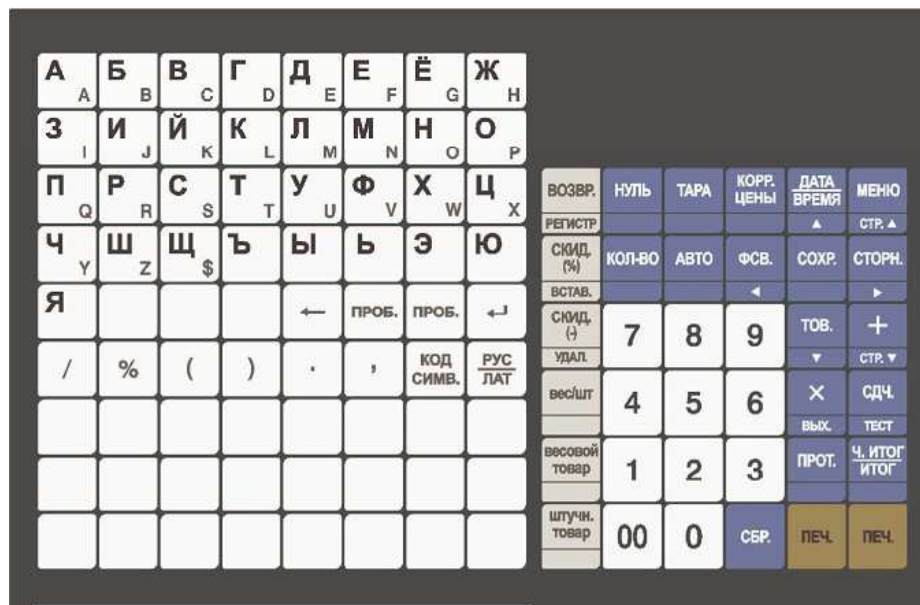 А A Б B В C Г D Д E Е F Ё G Ж H
З I И J Й K К L Л M М N Н O О P
П Q Р R С S Т T У U Ф V Х W Ц X
Ч Y Ш Z Щ $ Ъ Ы Ь Э Ю
Я ← ПРОБ. ПРОБ. ↵
/ % ( ) . , КОД СИМВ. РУС ЛАТ
ВОЗВР. НУЛЬ ТАРА КОРР. ЦЕНЫ ДАТА ВРЕМЯ МЕНЮ
РЕГИСТР ▲ СТР. ▲
СКИД. (%) КОЛ-ВО АВТО ФСВ. СОХР. СТОРН.
ВСТАВ. ◄ ►
СКИД. (-) 7 8 9 ТОВ. +
УДАЛ. ▼ СТР. ▼
вес/шт 4 5 6 × СДЧ.
ВЫХ. ТЕСТ
весовой товар 1 2 3 ПРОТ. Ч. ИТОГ ИТОГ
штучн. товар 00 0 СБР. ПЕЧ. ПЕЧ.